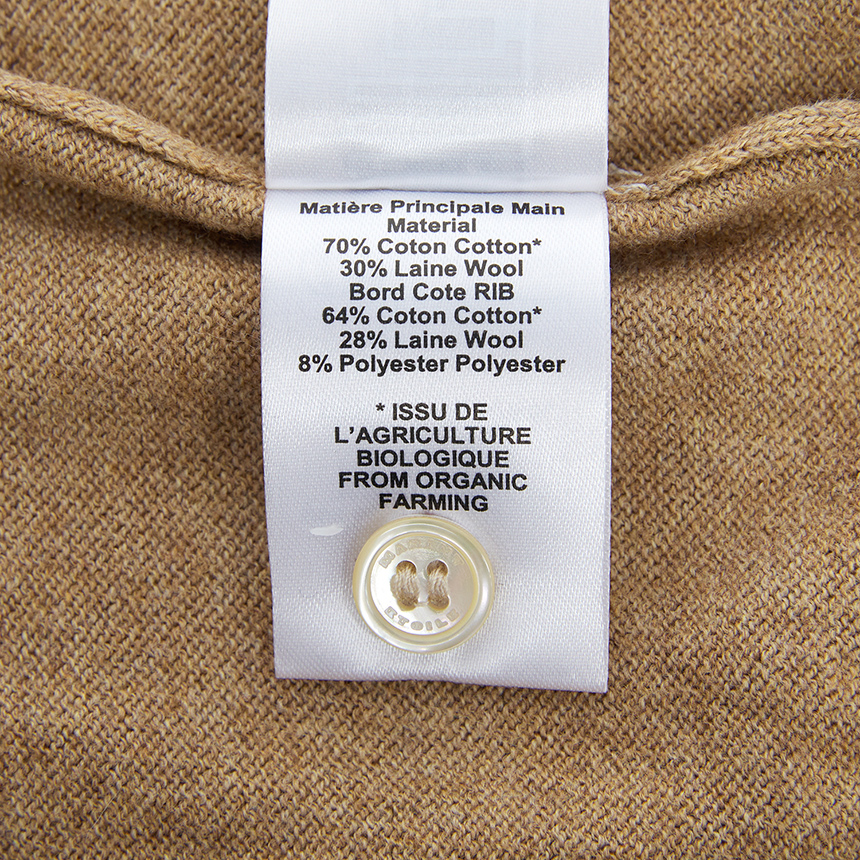 Matière Principale Main
Material
70% Coton Cotton*
30% Laine Wool
Bord Cote RIB
64% Coton Cotton*
28% Laine Wool
8% Polyester Polyester
* ISSU DE
L'AGRICULTURE
BIOLOGIQUE
FROM ORGANIC
FARMING
ETOILE